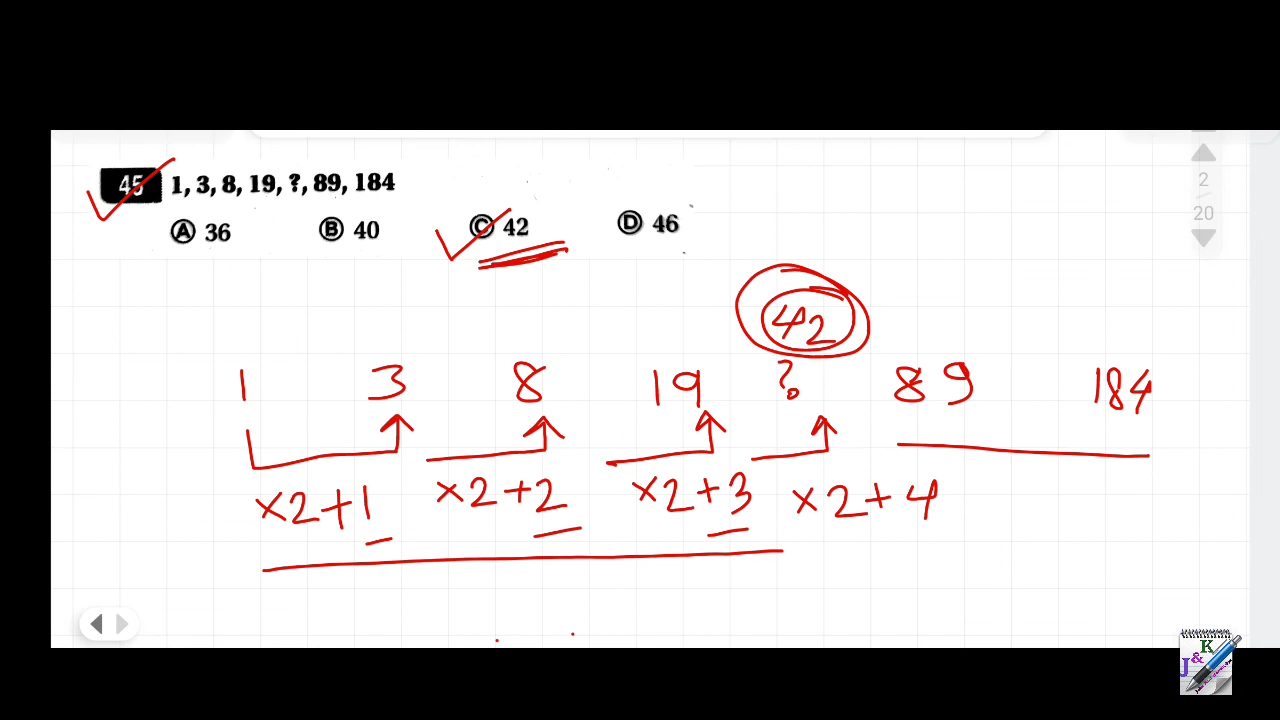 45 1, 3, 8, 19, ?, 89, 184
Ⓐ 36 Ⓑ 40 Ⓒ 42 Ⓓ 46
2
20
42
1 3 8 19 ? 89 184
×2+1 ×2+2 ×2+3 ×2+4
J&K